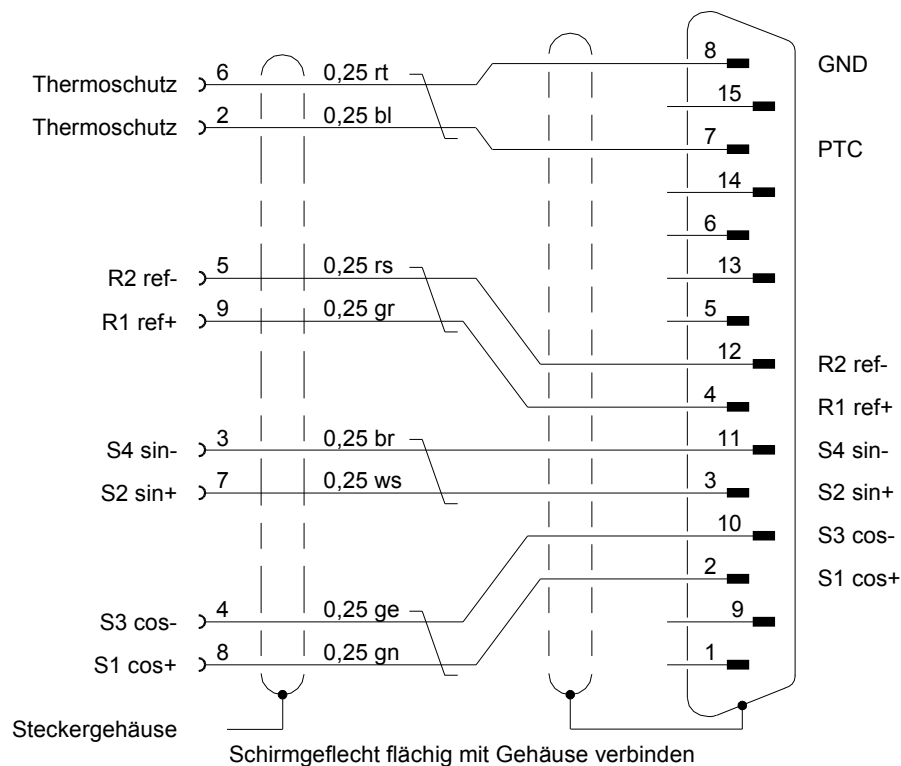 8 GND
Thermoschutz 6 0,25 rt
15
Thermoschutz 2 0,25 bl
7 PTC
14
6
R2 ref- 5 0,25 rs 13
R1 ref+ 9 0,25 gr 5
12 R2 ref-
4 R1 ref+
S4 sin- 3 0,25 br 11 S4 sin-
S2 sin+ 7 0,25 ws 3 S2 sin+
10 S3 cos-
2 S1 cos+
S3 cos- 4 0,25 ge 9
S1 cos+ 8 0,25 gn 1
Steckergehäuse
Schirmgeflecht flächig mit Gehäuse verbinden